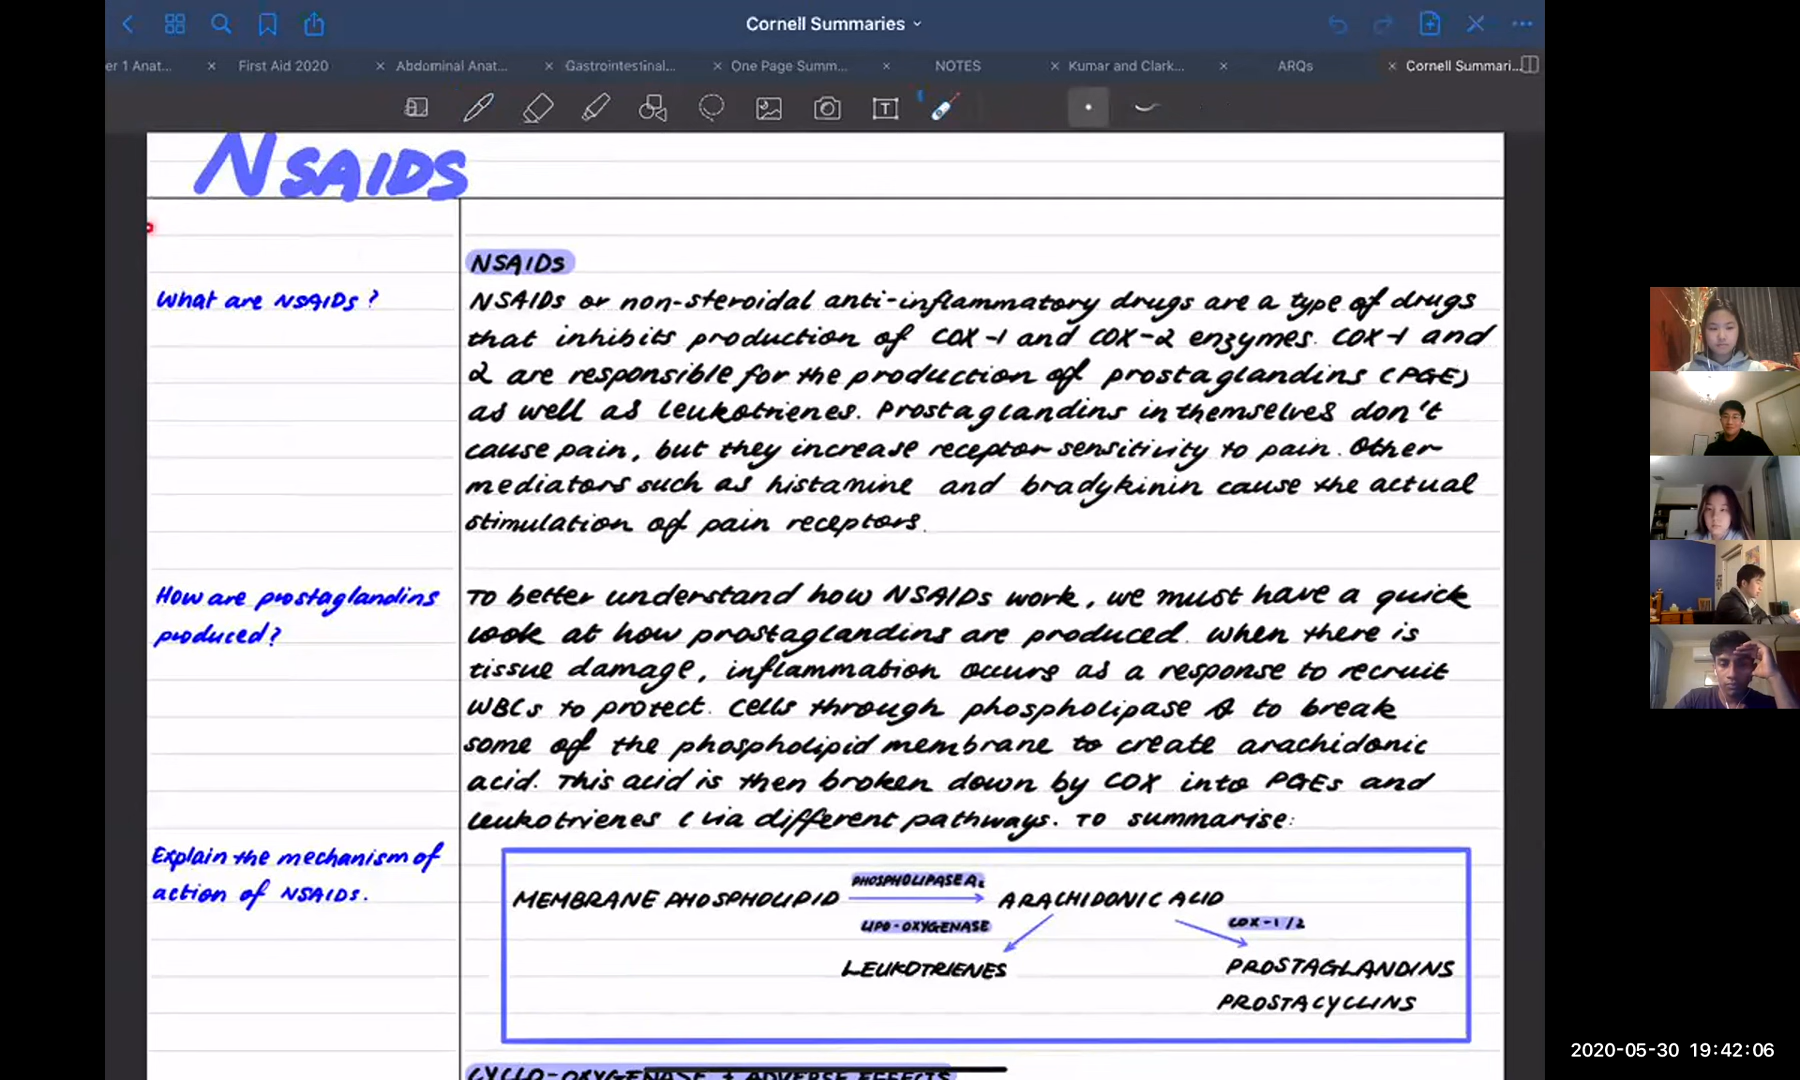 Cornell Summaries
er 1 Anat...
First Aid 2020
Abdominal Anat...
Gastrointestinal...
One Page Summ...
NOTES
Kumar and Clark...
ARQs
Cornell Summari...
T
NSAIDS
NSAIDs
What are NSAIDs?
NSAIDs or non-steroidal anti-inflammatory drugs are a type of drugs
that inhibits production of COX-1 and COX-2 enzymes. COX-1 and
2 are responsible for the production of prostaglandins (PGE)
as well as leukotrienes. Prostaglandins in themselves don't
cause pain, but they increase receptor sensitivity to pain. Other
mediators such as histamine and bradykinin cause the actual
stimulation of pain receptors.
How are prostaglandins
produced?
To better understand how NSAIDs work, we must have a quick
look at how prostaglandins are produced. When there is
tissue damage, inflammation occurs as a response to recruit
WBCs to protect. Cells through phospholipase A to break
some of the phospholipid membrane to create arachidonic
acid. This acid is then broken down by COX into PGEs and
leukotrienes ( via different pathways. To summarise:
Explain the mechanism of
action of NSAIDs.
MEMBRANE PHOSPHOLIPID
PHOSPHOLIPASE A2
ARACHIDONIC ACID
LIPO-OXYGENASE
COX-1/2
LEUKOTRIENES
PROSTAGLANDINS
PROSTACYCLINS
CYCLO-OXYGENASE + ADVERSE EFFECTS
2020-05-30 19:42:06